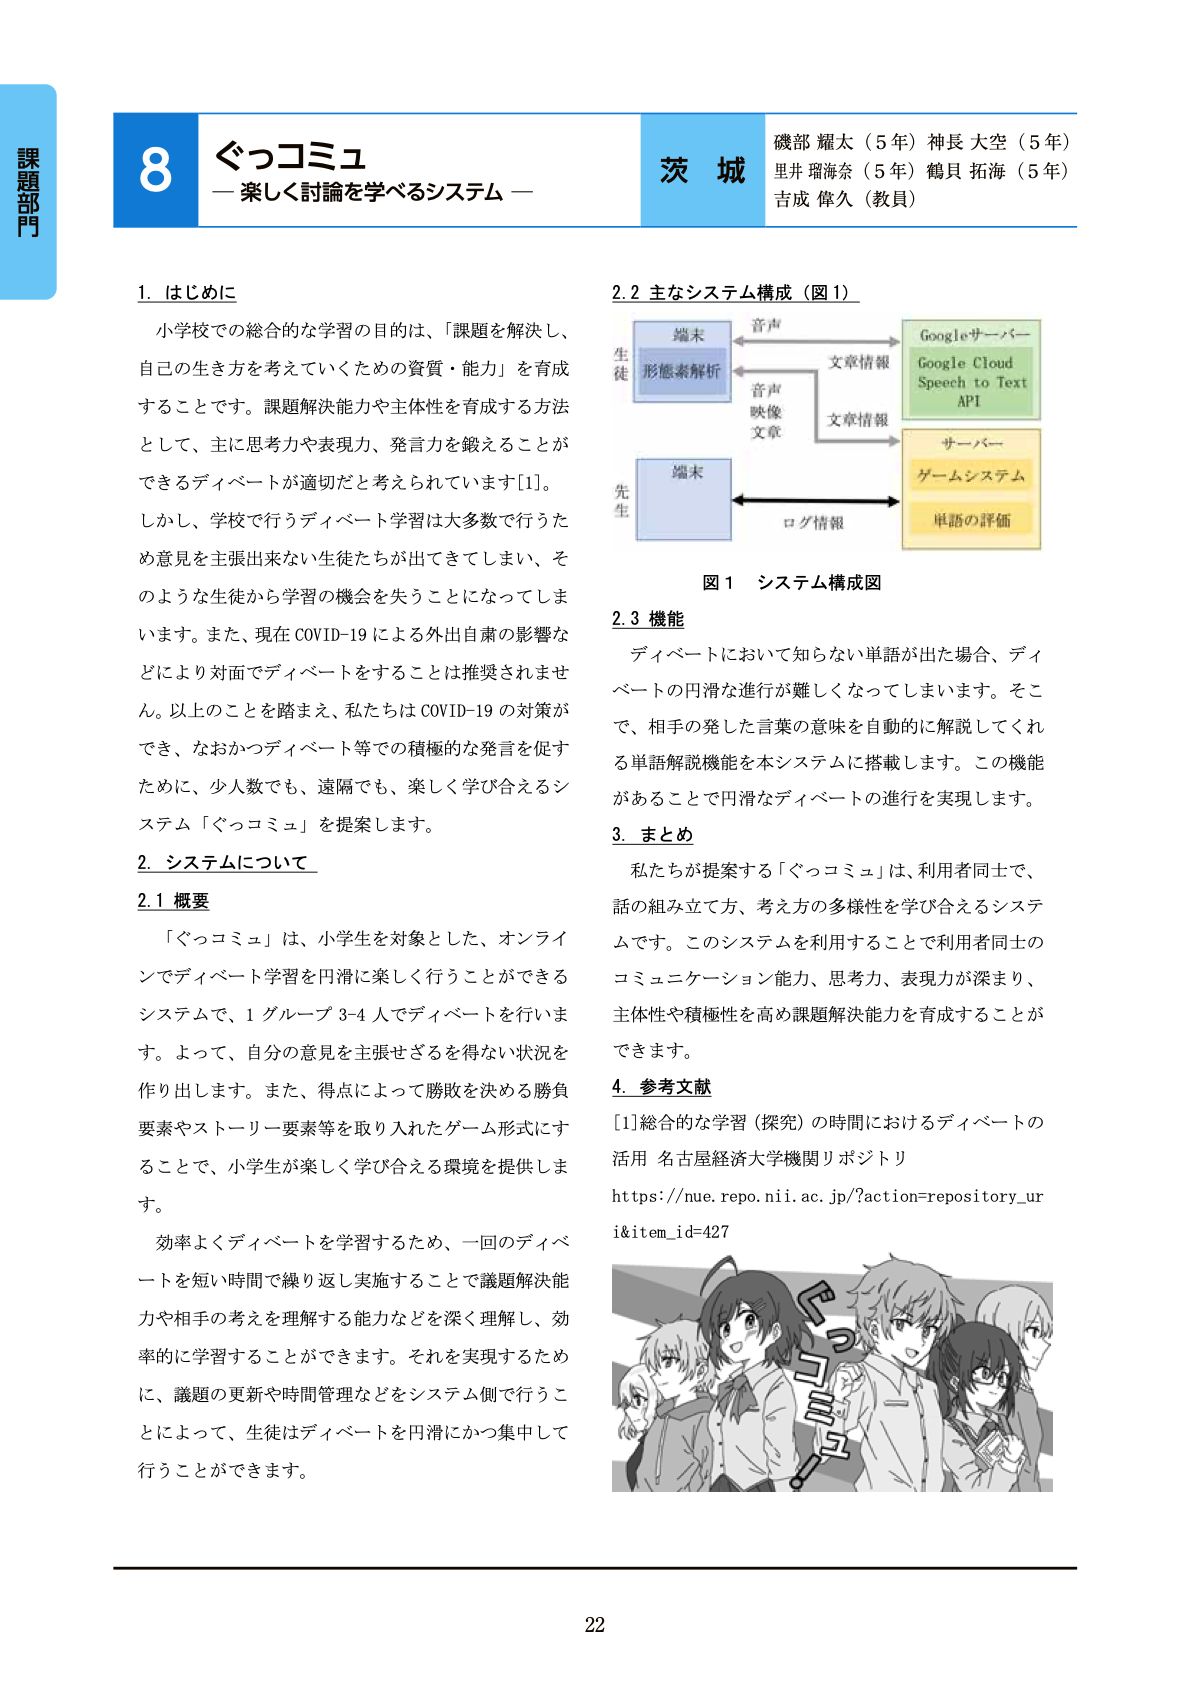 課題部門
8
ぐっコミュ
― 楽しく討論を学べるシステム ―
茨 城
磯部 耀太（５年）神長 大空（５年）
里井 瑠海奈（５年）鶴貝 拓海（５年）
吉成 偉久（教員）
1. はじめに
小学校での総合的な学習の目的は、「課題を解決し、
自己の生き方を考えていくための資質・能力」を育成
することです。課題解決能力や主体性を育成する方法
として、主に思考力や表現力、発言力を鍛えることが
できるディベートが適切だと考えられています[1]。
しかし、学校で行うディベート学習は大多数で行うた
め意見を主張出来ない生徒たちが出てきてしまい、そ
のような生徒から学習の機会を失うことになってしま
います。また、現在 COVID-19 による外出自粛の影響な
どにより対面でディベートをすることは推奨されませ
ん。以上のことを踏まえ、私たちは COVID-19 の対策が
でき、なおかつディベート等での積極的な発言を促す
ために、少人数でも、遠隔でも、楽しく学び合えるシ
ステム「ぐっコミュ」を提案します。
2. システムについて
2.1 概要
「ぐっコミュ」は、小学生を対象とした、オンライ
ンでディベート学習を円滑に楽しく行うことができる
システムで、1 グループ 3-4 人でディベートを行いま
す。よって、自分の意見を主張せざるを得ない状況を
作り出します。また、得点によって勝敗を決める勝負
要素やストーリー要素等を取り入れたゲーム形式にす
ることで、小学生が楽しく学び合える環境を提供しま
す。
効率よくディベートを学習するため、一回のディベ
ートを短い時間で繰り返し実施することで議題解決能
力や相手の考えを理解する能力などを深く理解し、効
率的に学習することができます。それを実現するため
に、議題の更新や時間管理などをシステム側で行うこ
とによって、生徒はディベートを円滑にかつ集中して
行うことができます。
2.2 主なシステム構成（図1）
生徒
端末
形態素解析
音声
文章情報
音声
映像
文章
文章情報
Googleサーバー
Google Cloud
Speech to Text
API
サーバー
ゲームシステム
単語の評価
先生
端末
ログ情報
図1 システム構成図
2.3 機能
ディベートにおいて知らない単語が出た場合、ディ
ベートの円滑な進行が難しくなってしまいます。そこ
で、相手の発した言葉の意味を自動的に解説してくれ
る単語解説機能を本システムに搭載します。この機能
があることで円滑なディベートの進行を実現します。
3. まとめ
私たちが提案する「ぐっコミュ」は、利用者同士で、
話の組み立て方、考え方の多様性を学び合えるシステ
ムです。このシステムを利用することで利用者同士の
コミュニケーション能力、思考力、表現力が深まり、
主体性や積極性を高め課題解決能力を育成することが
できます。
4. 参考文献
[1]総合的な学習（探究）の時間におけるディベートの
活用 名古屋経済大学機関リポジトリ
https://nue.repo.nii.ac.jp/?action=repository_ur
i&item_id=427
ぐっコミュ!
22